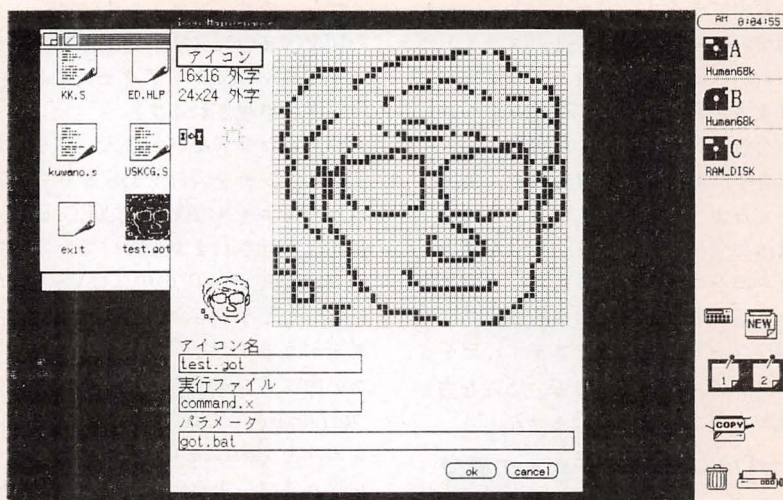 アイコン
16x16 外字
24x24 外字
KK.S
ED.HLP
kuwano.s
USKCG.S
exit
test.got
アイコン名
test.got
実行ファイル
command.x
パラメータ
got.bat
ok
cancel
AM 0:04:55
A
Human68k
B
Human68k
C
RAM_DISK
NEW
1
2
COPY